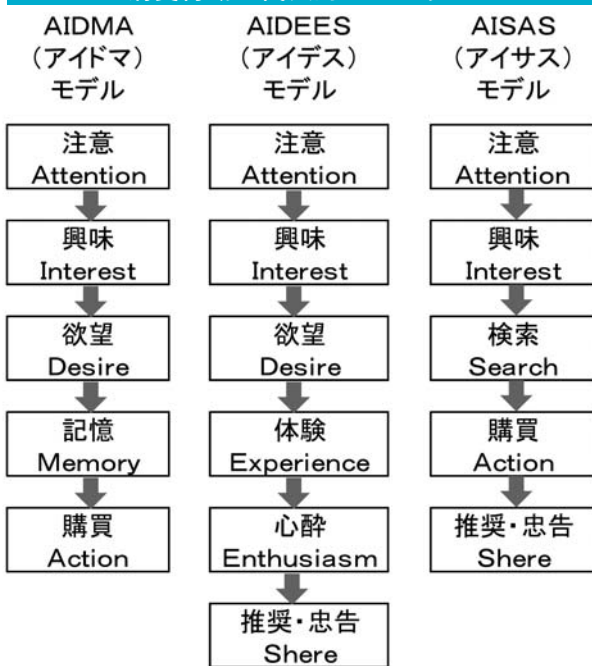 AIDMA
(アイドマ)
モデル
注意
Attention
興味
Interest
欲望
Desire
記憶
Memory
購買
Action
AIDEES
(アイデス)
モデル
注意
Attention
興味
Interest
欲望
Desire
体験
Experience
心酔
Enthusiasm
推奨・忠告
Shere
AISAS
(アイサス)
モデル
注意
Attention
興味
Interest
検索
Search
購買
Action
推奨・忠告
Shere